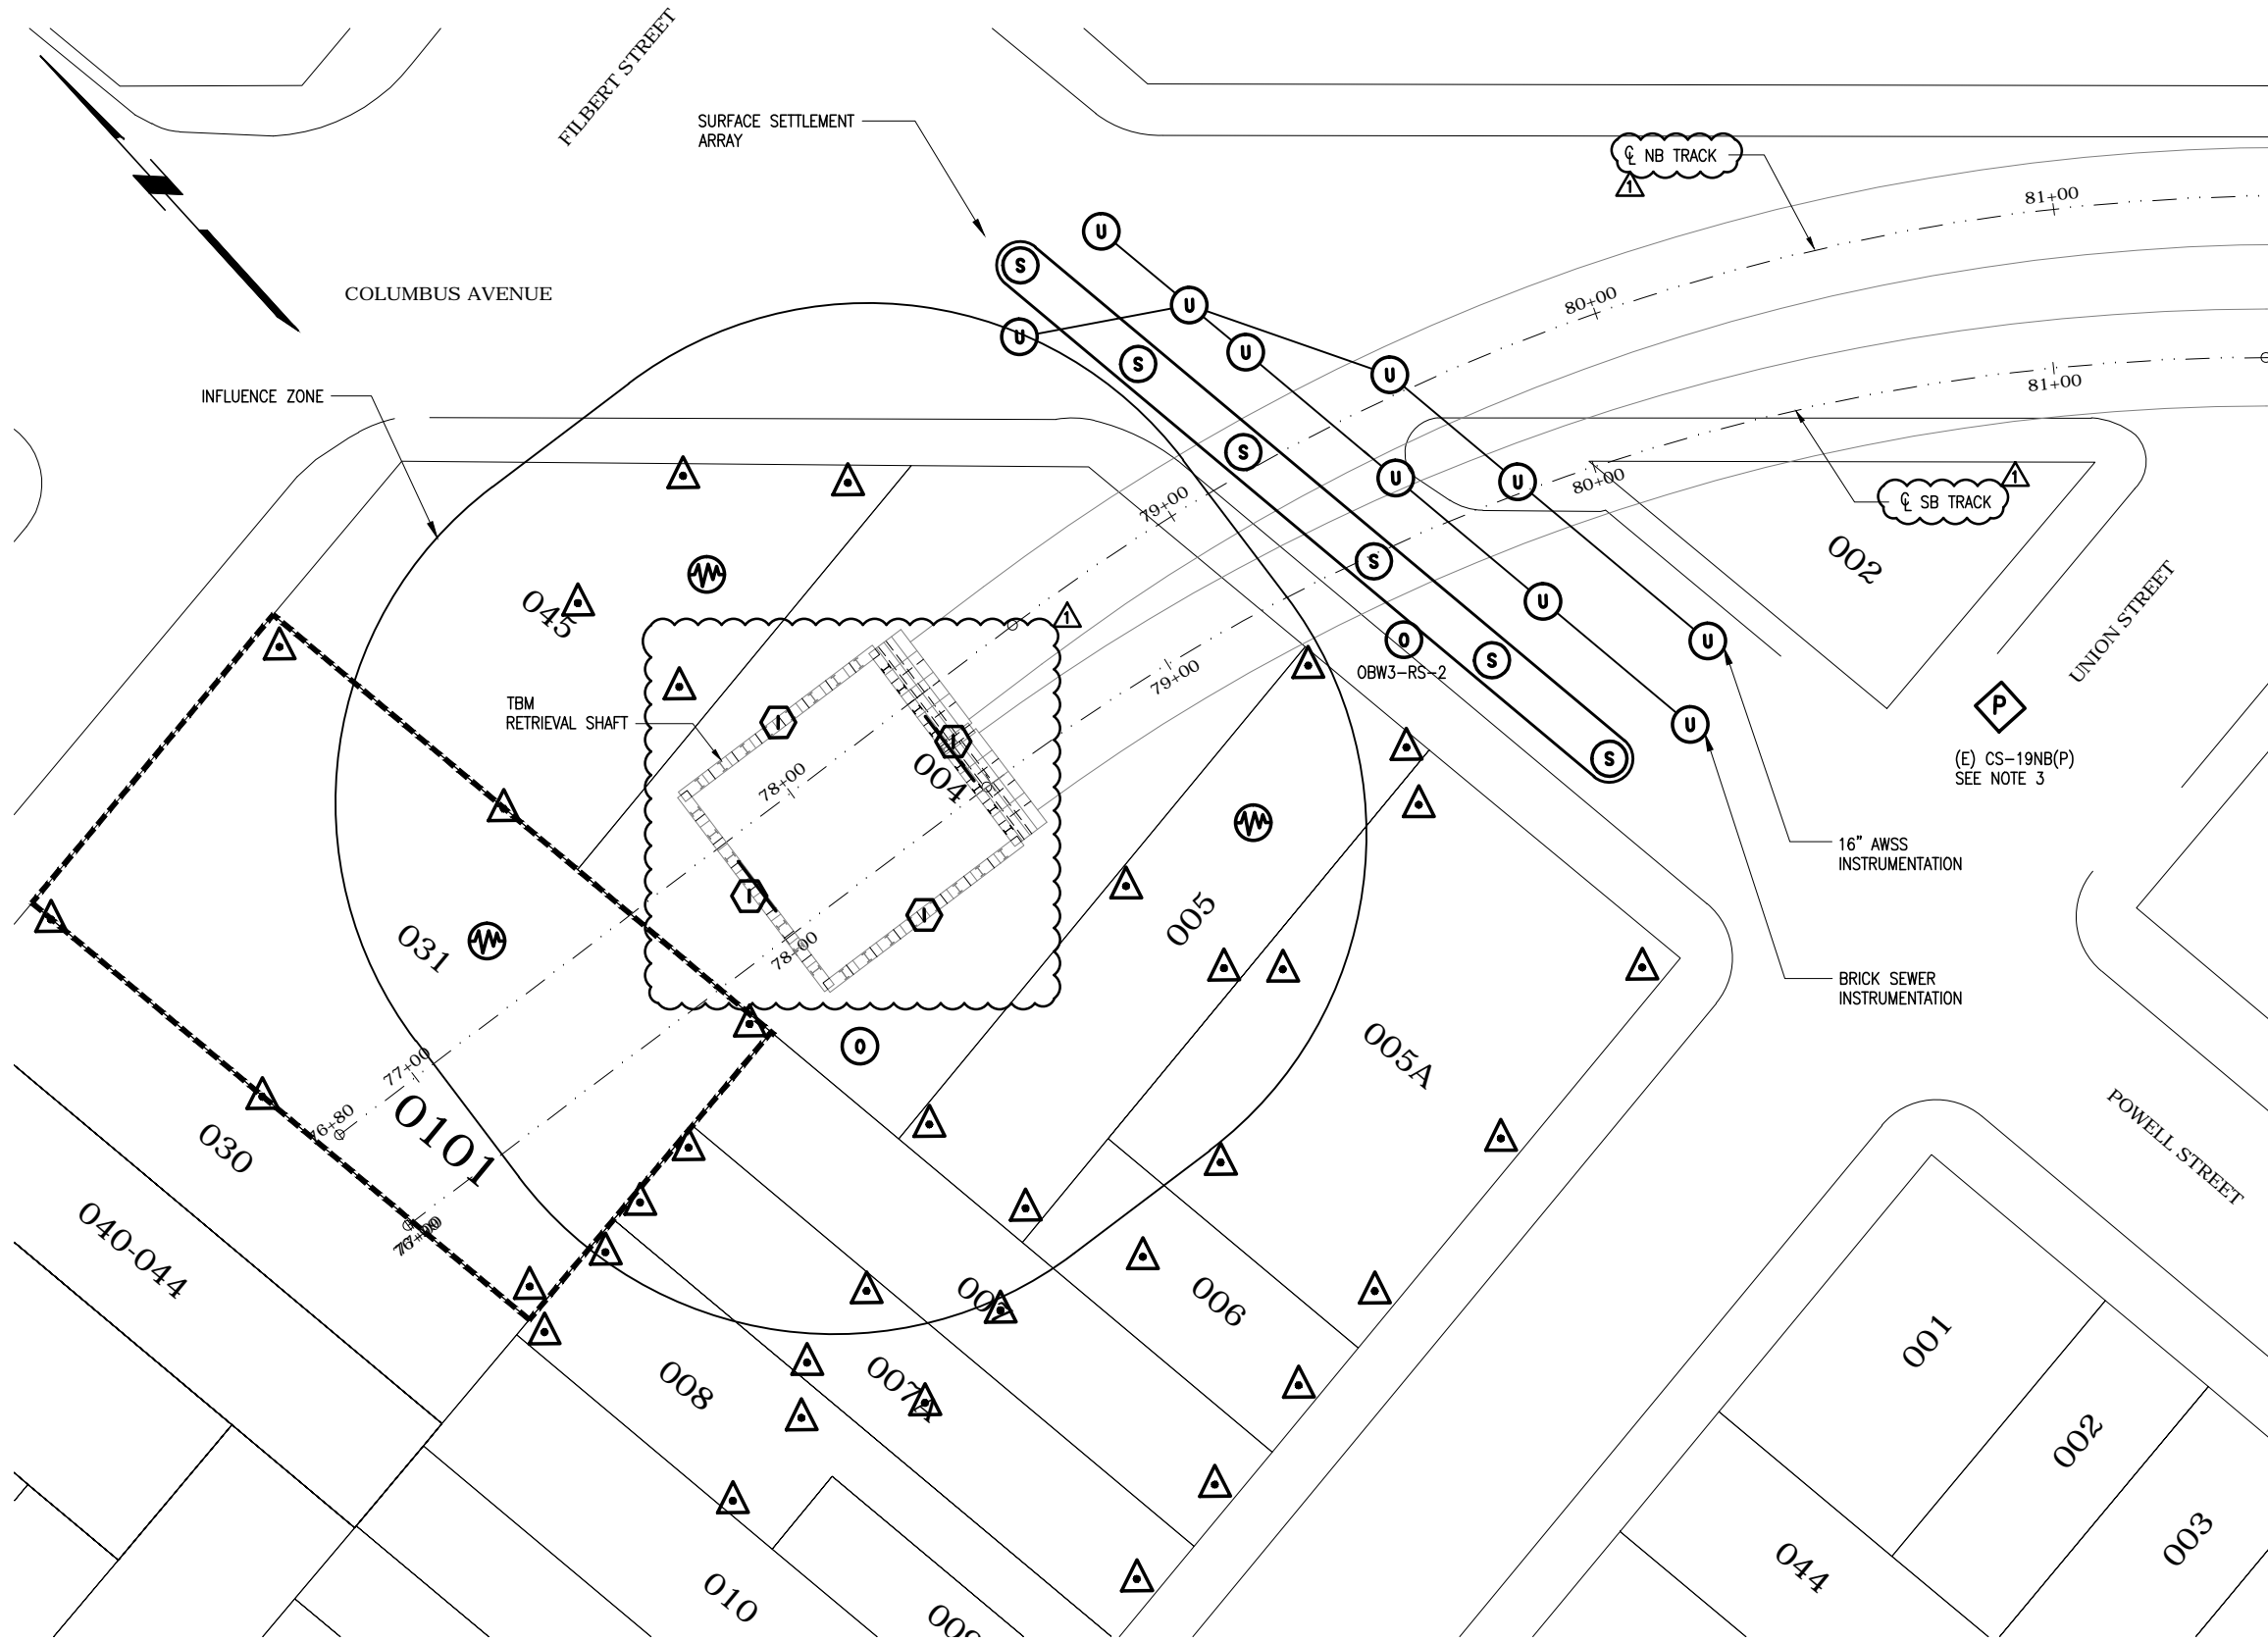 FILBERT STREET
SURFACE SETTLEMENT
ARRAY
℄ NB TRACK
1
81+00
U
S
COLUMBUS AVENUE
80+00
U
U
U
S
81+00
INFLUENCE ZONE
U
S
79+00
U
U
80+00
℄ SB TRACK
1
002
S
UNION STREET
045
1
U
O
OBW3-RS-2
S
U
79+00
TBM
RETRIEVAL SHAFT
I
I
P
U
S
(E) CS-19NB(P)
SEE NOTE 3
78+00
004
16" AWSS
INSTRUMENTATION
I
I
005
031
78+00
BRICK SEWER
INSTRUMENTATION
O
005A
77+00
76+80
0101
030
POWELL STREET
040-044
006
001
008
007A
002
003
044
010